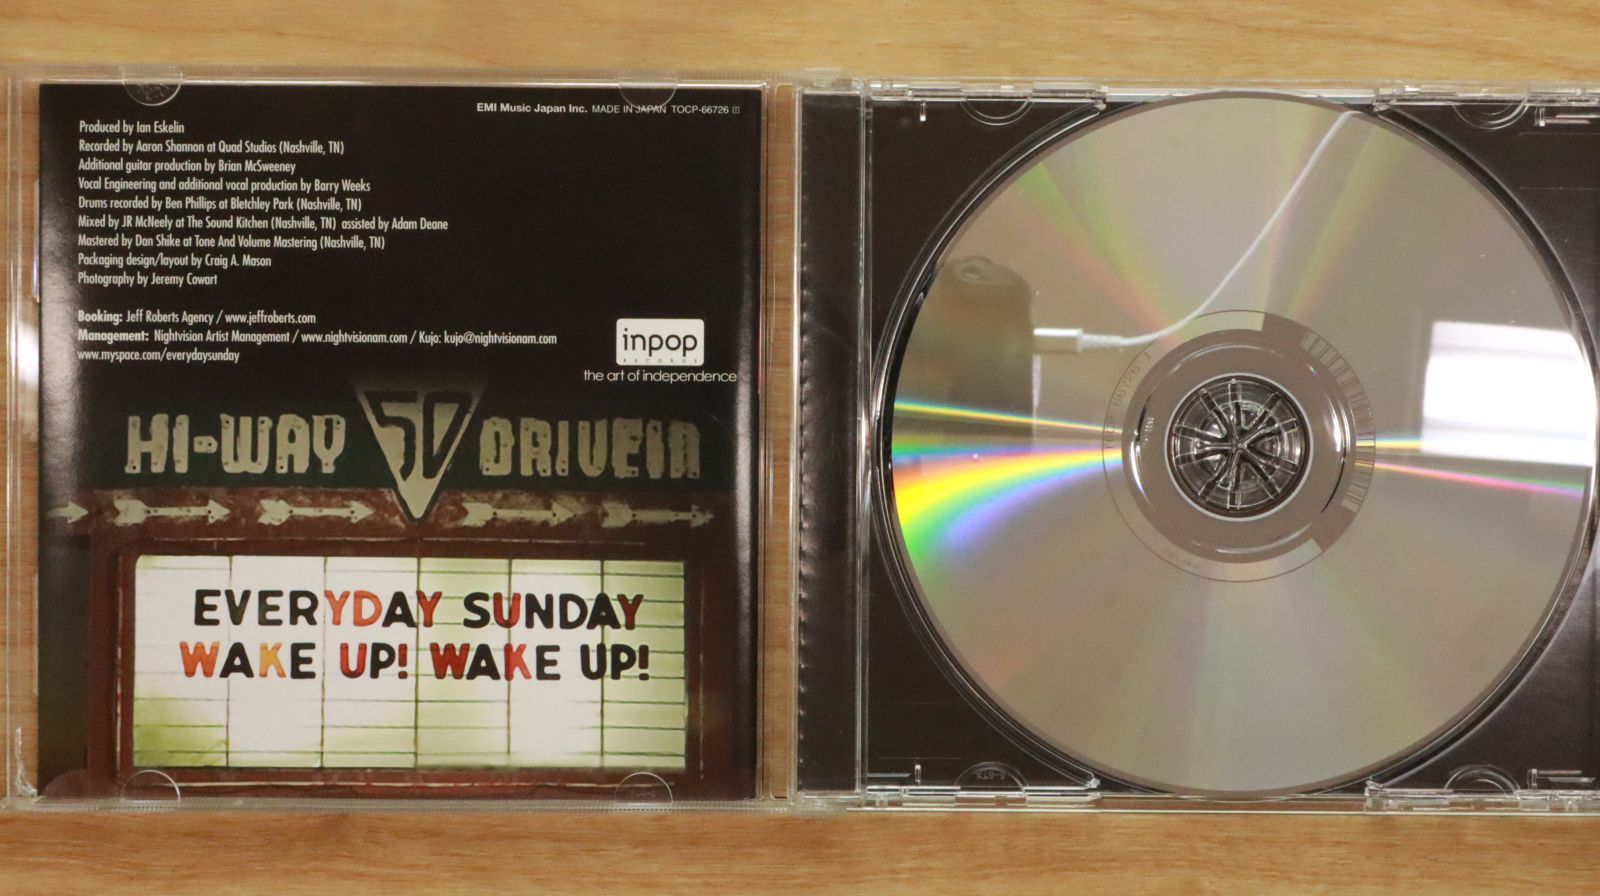 EMI Music Japan Inc. MADE IN JAPAN TOCP-66726
Produced by Ian Eskelin
Recorded by Aaron Shannon at Quad Studios (Nashville, TN)
Additional guitar production by Brian McSweeney
Vocal Engineering and additional vocal production by Barry Weeks
Drums recorded by Ben Phillips at Bletchley Park (Nashville, TN)
Mixed by JR McNeely at The Sound Kitchen (Nashville, TN) assisted by Adam Deane
Mastered by Dan Shike at Tone And Volume Mastering (Nashville, TN)
Packaging design/layout by Craig A. Mason
Photography by Jeremy Cowart
Booking: Jeff Roberts Agency / www.jeffroberts.com
Management: Nightvision Artist Management / www.nightvisionam.com / Kujo: kujo@nightvisionam.com
www.myspace.com/everydaysunday
inpop
RECORDS
the art of independence
HI-WAY 50 DRIVEIN
EVERYDAY SUNDAY
WAKE UP! WAKE UP!
66726